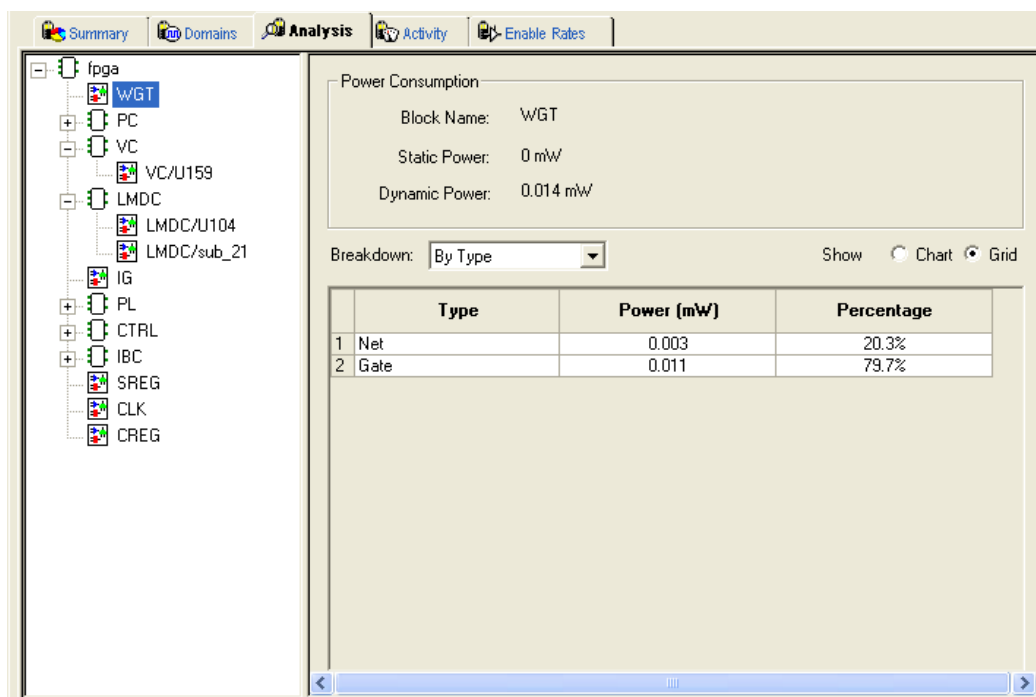 Summary Domains Analysis Activity Enable Rates
fpga
WGT
PC
VC
VC/U159
LMDC
LMDC/U104
LMDC/sub_21
IG
PL
CTRL
IBC
SREG
CLK
CREG
Power Consumption
Block Name: WGT
Static Power: 0 mW
Dynamic Power: 0.014 mW
Breakdown: By Type Show Chart Grid
Type Power (mW) Percentage
1 Net 0.003 20.3%
2 Gate 0.011 79.7%